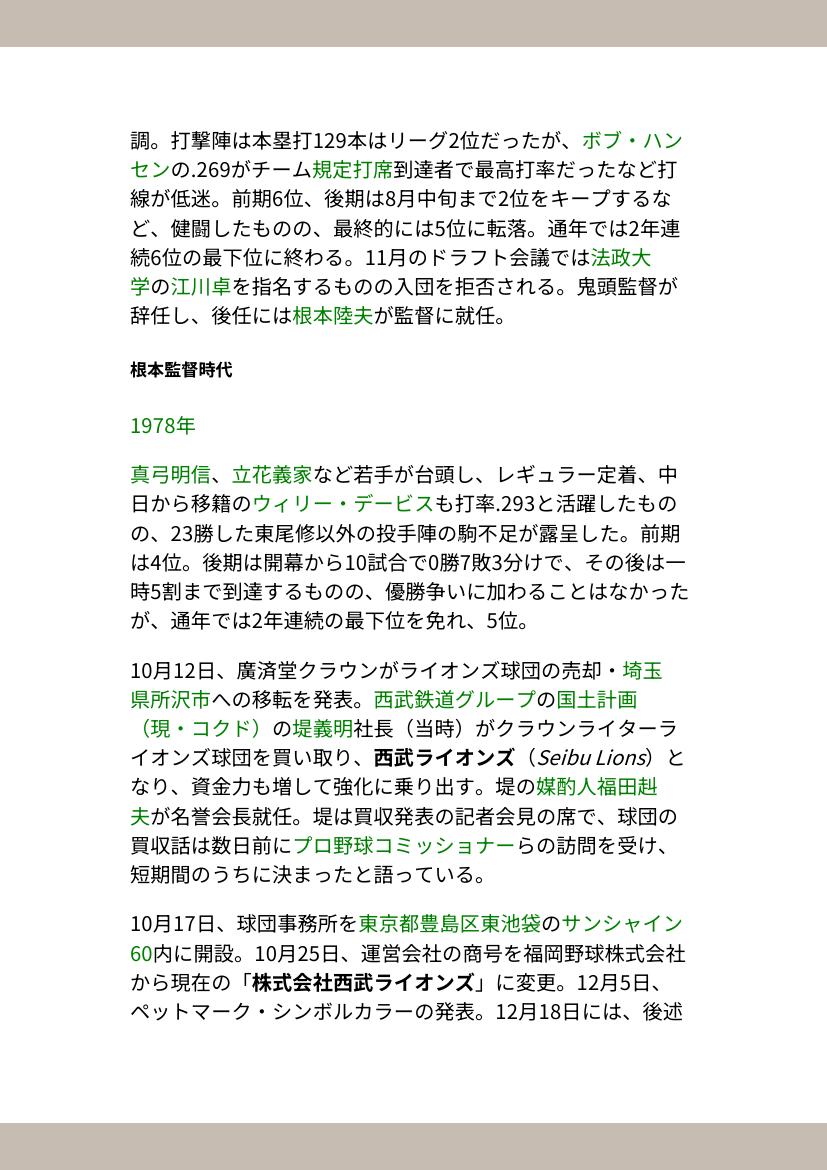 調。打撃陣は本塁打129本はリーグ2位だったが、ボブ・ハン
センの.269がチーム規定打席到達者で最高打率だったなど打
線が低迷。前期6位、後期は8月中旬まで2位をキープするな
ど、健闘したものの、最終的には5位に転落。通年では2年連
続6位の最下位に終わる。11月のドラフト会議では法政大
学の江川卓を指名するものの入団を拒否される。鬼頭監督が
辞任し、後任には根本陸夫が監督に就任。
根本監督時代
1978年
真弓明信、立花義家など若手が台頭し、レギュラー定着、中
日から移籍のウィリー・デービスも打率.293と活躍したもの
の、23勝した東尾修以外の投手陣の駒不足が露呈した。前期
は4位。後期は開幕から10試合で0勝7敗3分けで、その後は一
時5割まで到達するものの、優勝争いに加わることはなかった
が、通年では2年連続の最下位を免れ、5位。
10月12日、廣済堂クラウンがライオンズ球団の売却・埼玉
県所沢市への移転を発表。西武鉄道グループの国土計画
（現・コクド）の堤義明社長（当時）がクラウンライターラ
イオンズ球団を買い取り、西武ライオンズ（Seibu Lions）と
なり、資金力も増して強化に乗り出す。堤の媒酌人福田赳
夫が名誉会長就任。堤は買収発表の記者会見の席で、球団の
買収話は数日前にプロ野球コミッショナーらの訪問を受け、
短期間のうちに決まったと語っている。
10月17日、球団事務所を東京都豊島区東池袋のサンシャイン
60内に開設。10月25日、運営会社の商号を福岡野球株式会社
から現在の「株式会社西武ライオンズ」に変更。12月5日、
ペットマーク・シンボルカラーの発表。12月18日には、後述